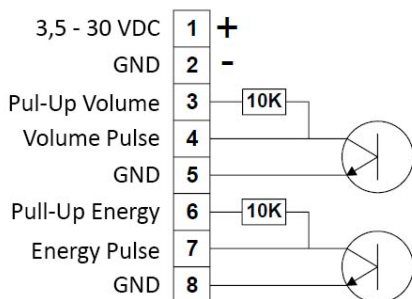 3,5 - 30 VDC 1 +
GND 2 -
Pul-Up Volume 3 10K
Volume Pulse 4
GND 5
Pull-Up Energy 6 10K
Energy Pulse 7
GND 8